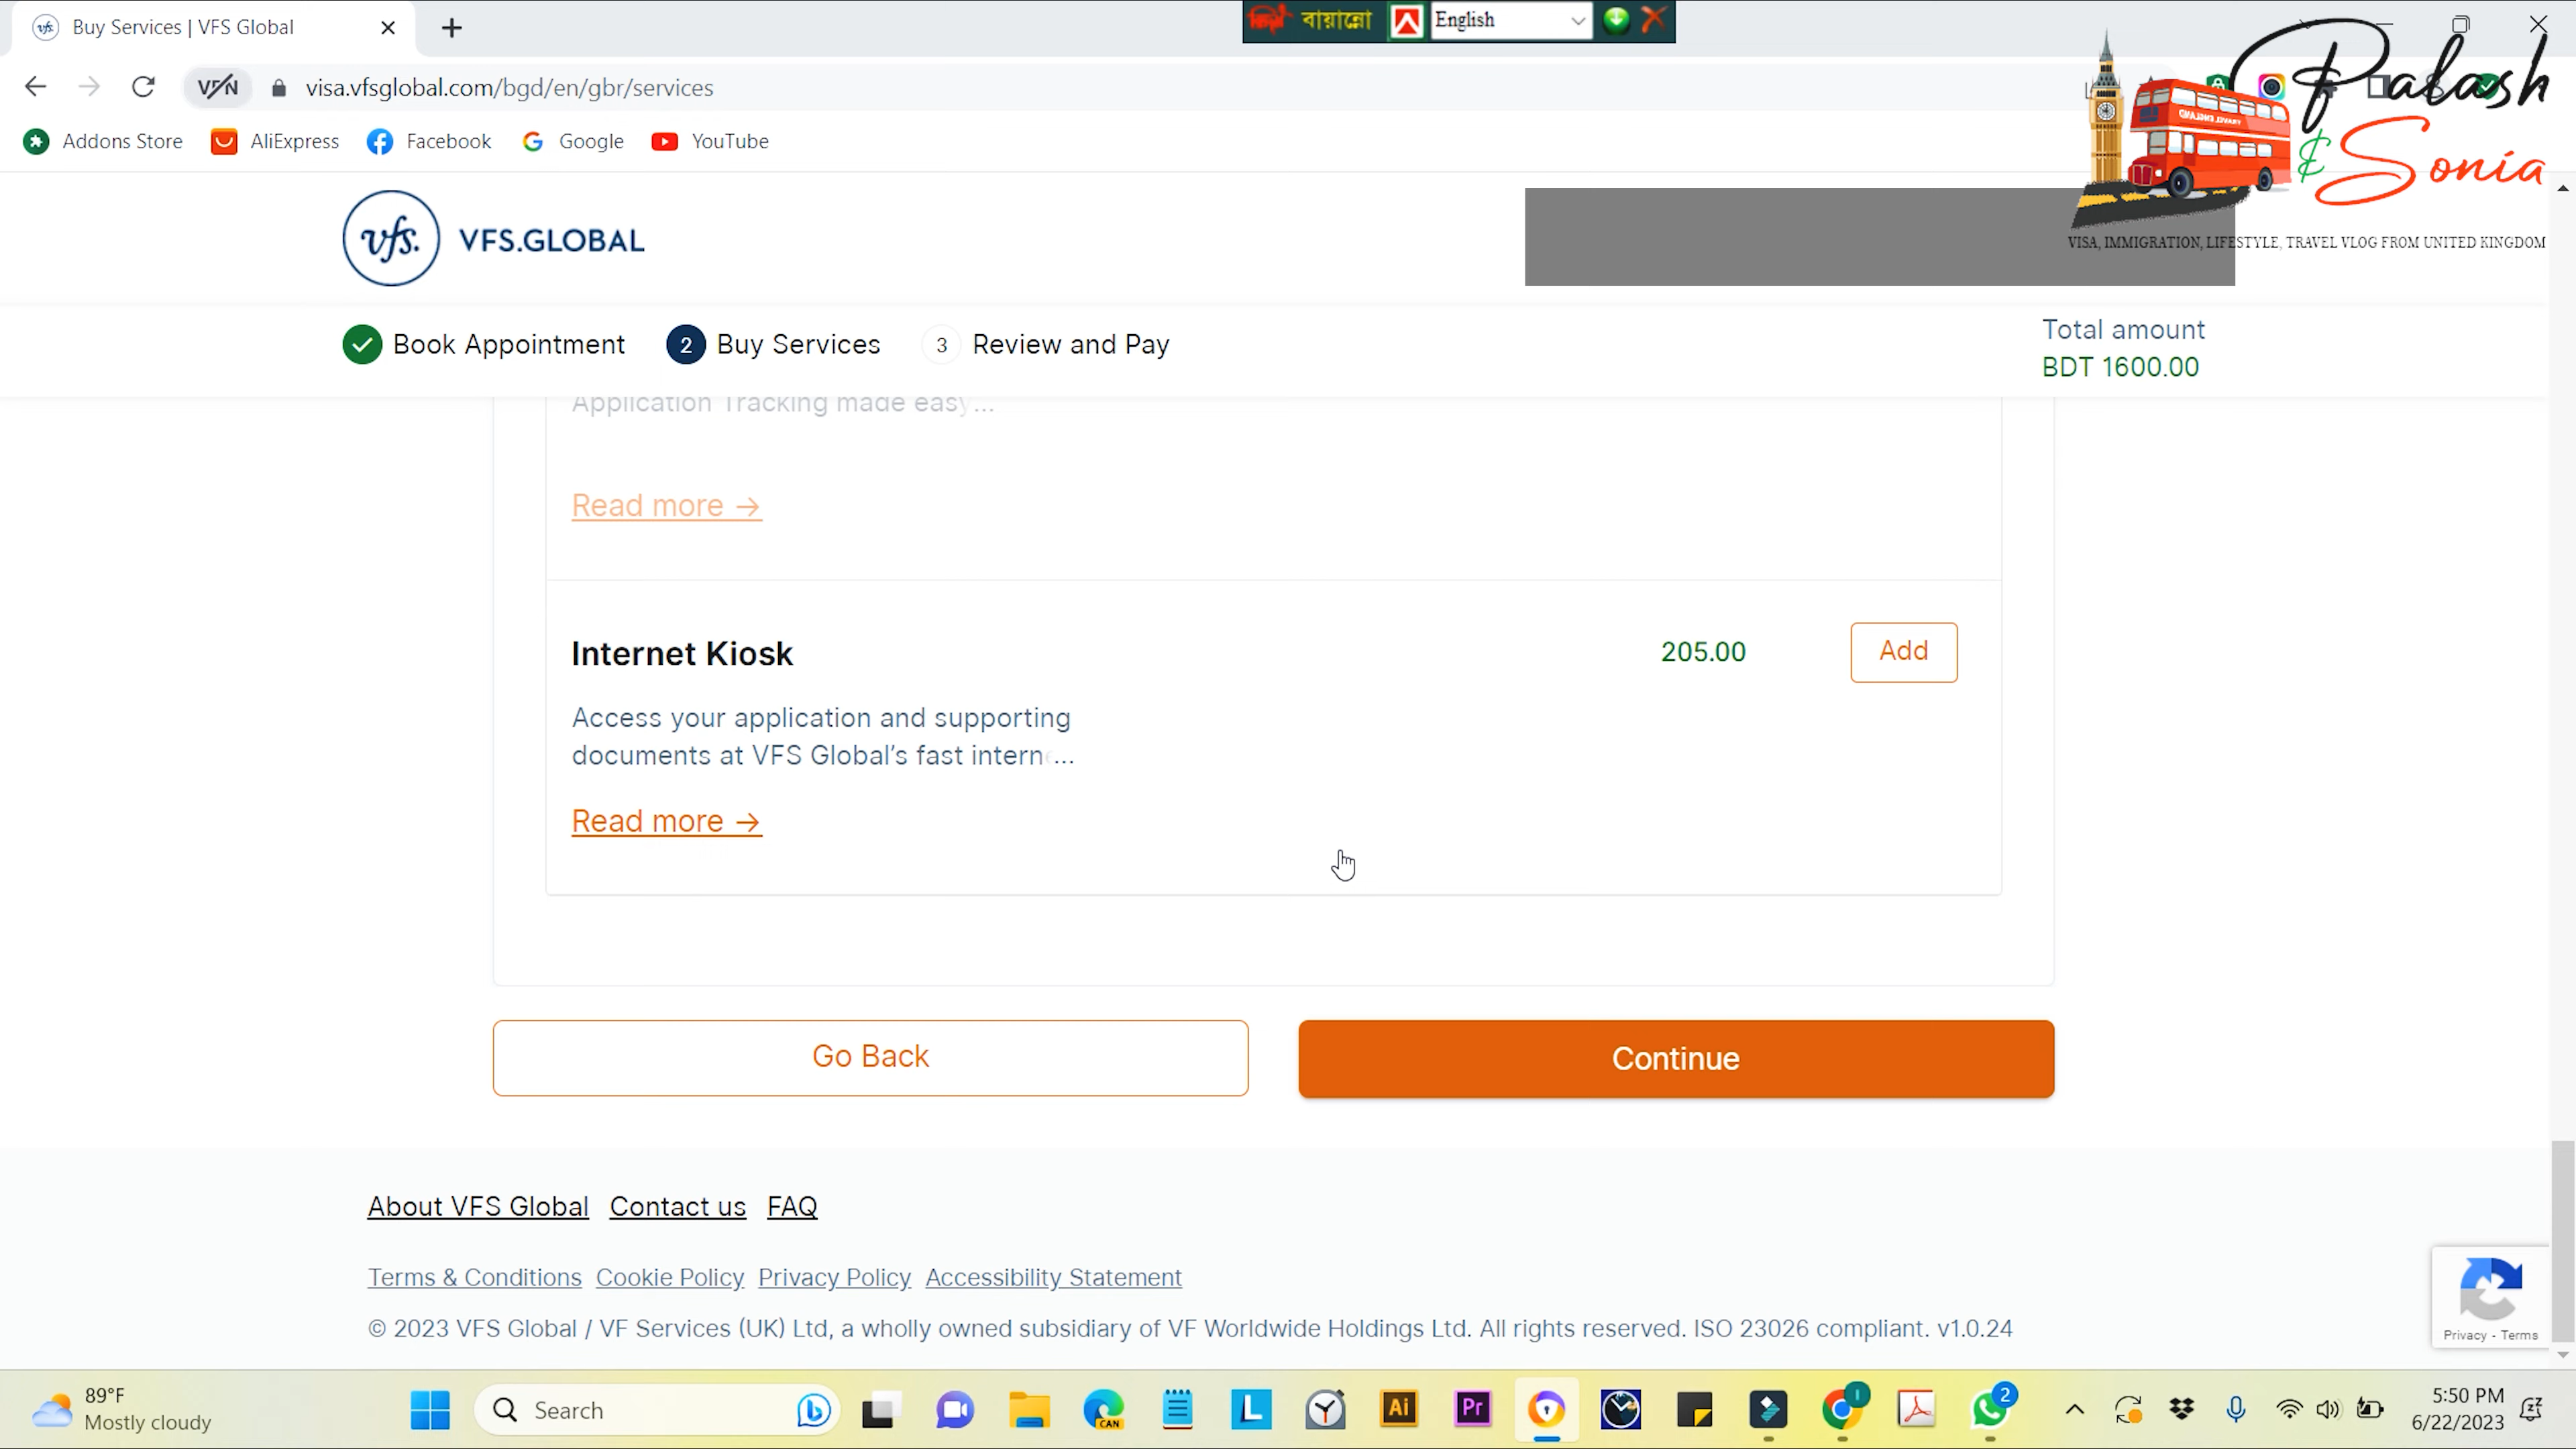 Buy Services | VFS Global
বায়ান্নো
English
visa.vfsglobal.com/bgd/en/gbr/services
Addons Store
AliExpress
Facebook
Google
YouTube
Palash
& Sonia
VISA, IMMIGRATION, LIFESTYLE, TRAVEL VLOG FROM UNITED KINGDOM
vfs.
VFS.GLOBAL
Book Appointment
2
Buy Services
3
Review and Pay
Total amount
BDT 1600.00
Application Tracking made easy...
Read more →
Internet Kiosk
205.00
Add
Access your application and supporting
documents at VFS Global's fast intern...
Read more →
Go Back
Continue
About VFS Global
Contact us
FAQ
Terms & Conditions
Cookie Policy
Privacy Policy
Accessibility Statement
© 2023 VFS Global / VF Services (UK) Ltd, a wholly owned subsidiary of VF Worldwide Holdings Ltd. All rights reserved. ISO 23026 compliant. v1.0.24
Privacy - Terms
89°F
Mostly cloudy
Search
CAN
L
Ai
Pr
2
5:50 PM
6/22/2023